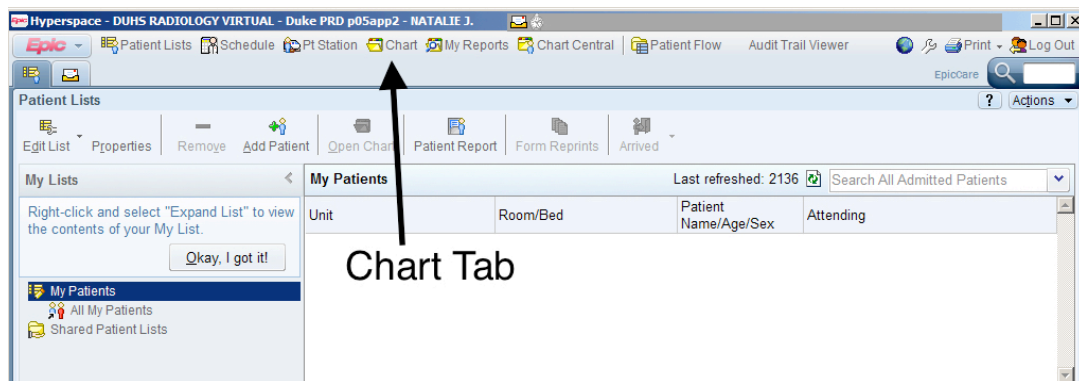 Epic Hyperspace - DUHS RADIOLOGY VIRTUAL - Duke PRD p05app2 - NATALIE J.
Epic Patient Lists Schedule Pt Station Chart My Reports Chart Central Patient Flow Audit Trail Viewer Print Log Out
EpicCare
Patient Lists ? Actions
Edit List Properties Remove Add Patient Open Chart Patient Report Form Reprints Arrived
My Lists
My Patients Last refreshed: 2136 Search All Admitted Patients
Right-click and select "Expand List" to view
the contents of your My List.
Okay, I got it!
Unit Room/Bed Patient
Name/Age/Sex Attending
Chart Tab
My Patients
All My Patients
Shared Patient Lists